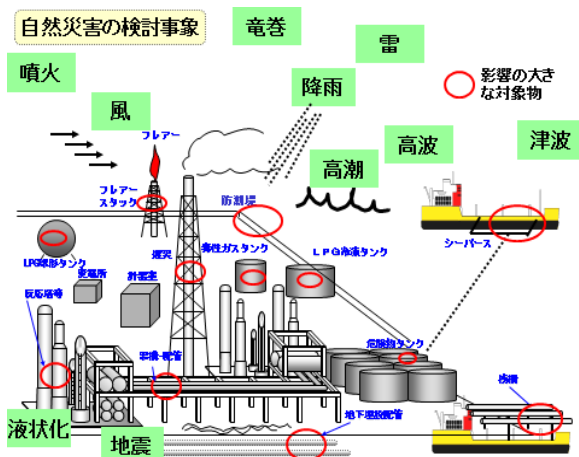 自然災害の検討事象
竜巻
雷
噴火
降雨
影響の大き
な対象物
風
フレアー
高波
津波
高潮
フレアー
スタック
防潮堤
シーバース
LPG球形タンク
変電所
計器室
煙突
毒性ガスタンク
LPG冷凍タンク
反応塔等
架構・配管
危険物タンク
桟橋
地下埋設配管
液状化
地震